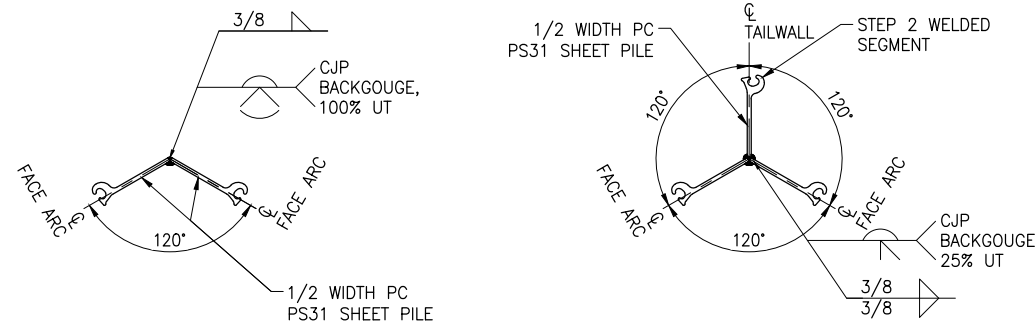 3/8
CJP
BACKGOUGE,
100% UT
FACE ARC
℄
120°
℄
FACE ARC
1/2 WIDTH PC
PS31 SHEET PILE
1/2 WIDTH PC
PS31 SHEET PILE
℄
TAILWALL
STEP 2 WELDED
SEGMENT
120°
120°
FACE ARC
℄
120°
℄
FACE ARC
CJP
BACKGOUGE
25% UT
3/8
3/8